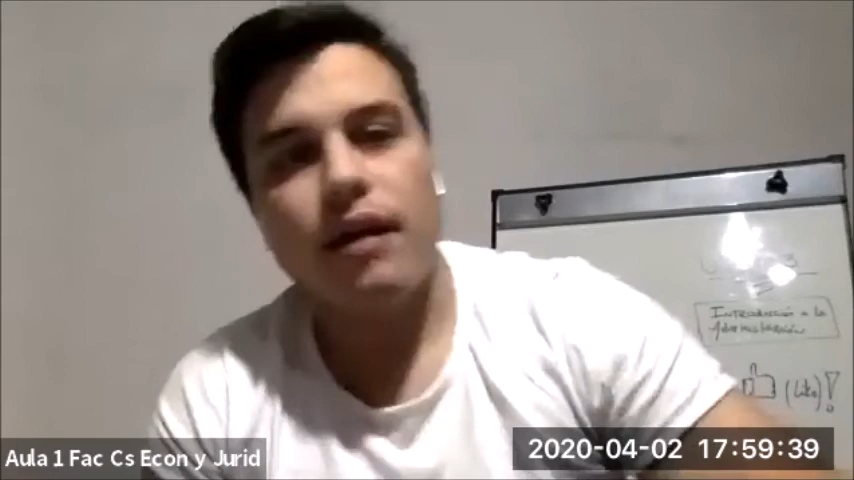 Introducción a la
Administración
(Like)!
Aula 1 Fac Cs Econ y Jurid
2020-04-02 17:59:39